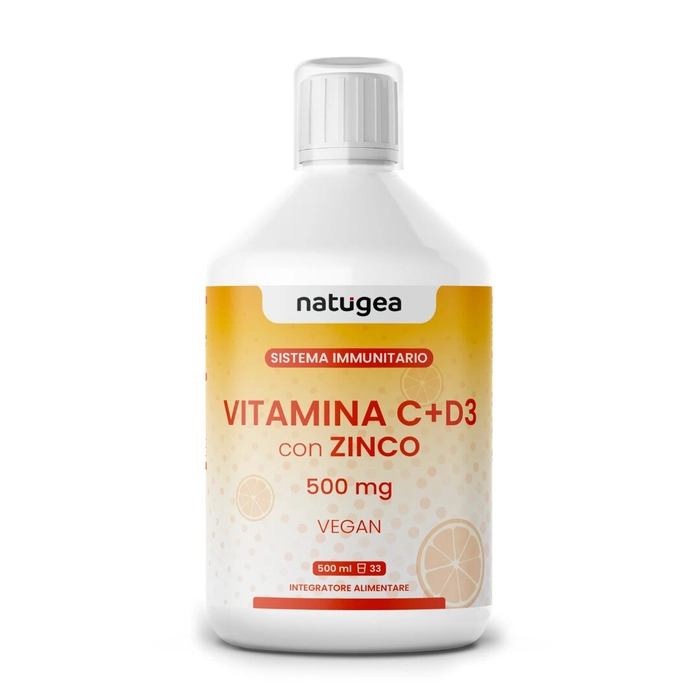 natugea
SISTEMA IMMUNITARIO
VITAMINA C+D3
con ZINCO
500 mg
VEGAN
500 ml 33
INTEGRATORE ALIMENTARE